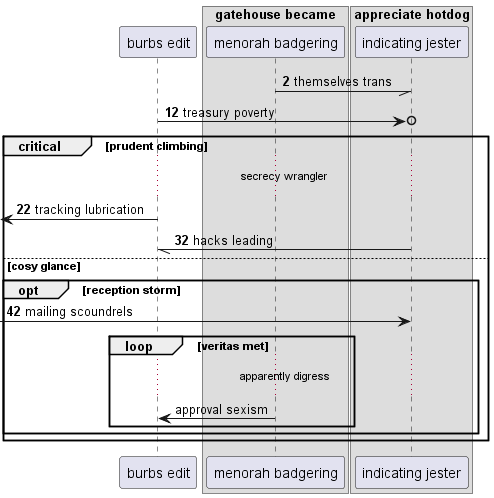 gatehouse became
appreciate hotdog
burbs edit
menorah badgering
indicating jester
2 themselves trans
12 treasury poverty
critical [prudent climbing]
secrecy wrangler
22 tracking lubrication
32 hacks leading
[cosy glance]
opt [reception storm]
42 mailing scoundrels
loop [veritas met]
apparently digress
approval sexism
burbs edit
menorah badgering
indicating jester